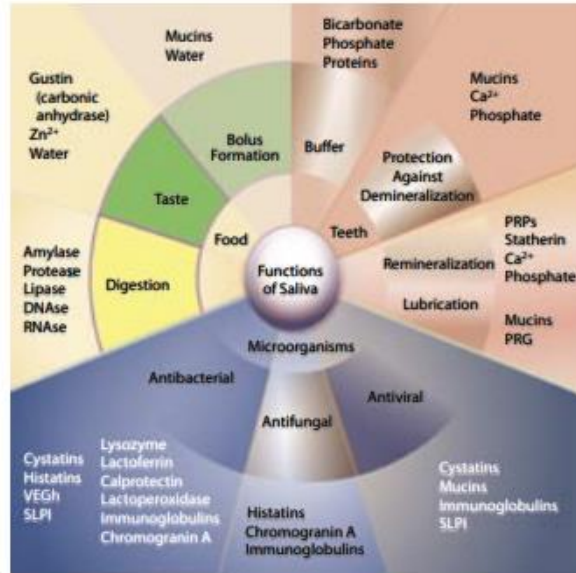 Mucins
Water
Bicarbonate
Phosphate
Proteins
Gustin
(carbonic
anhydrase)
Zn²⁺
Water
Mucins
Ca²⁺
Phosphate
Bolus
Formation
Buffer
Protection
Against
Demineralization
Taste
Food
Teeth
PRPs
Statherin
Ca²⁺
Phosphate
Amylase
Protease
Lipase
DNAse
RNAse
Digestion
Functions
of Saliva
Remineralization
Lubrication
Mucins
PRG
Microorganisms
Antibacterial
Antifungal
Antiviral
Cystatins
Histatins
VEGh
SLPI
Lysozyme
Lactoferrin
Calprotectin
Lactoperoxidase
Immunoglobulins
Chromogranin A
Histatins
Chromogranin A
Immunoglobulins
Cystatins
Mucins
Immunoglobulins
SLPI